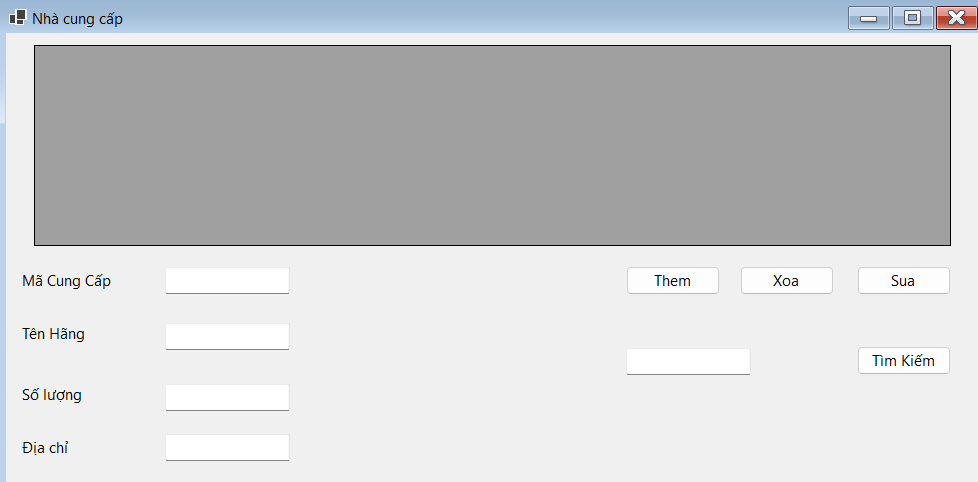 Nhà cung cấp
Mã Cung Cấp
Them
Xoa
Sua
Tên Hãng
Tìm Kiếm
Số lượng
Địa chỉ